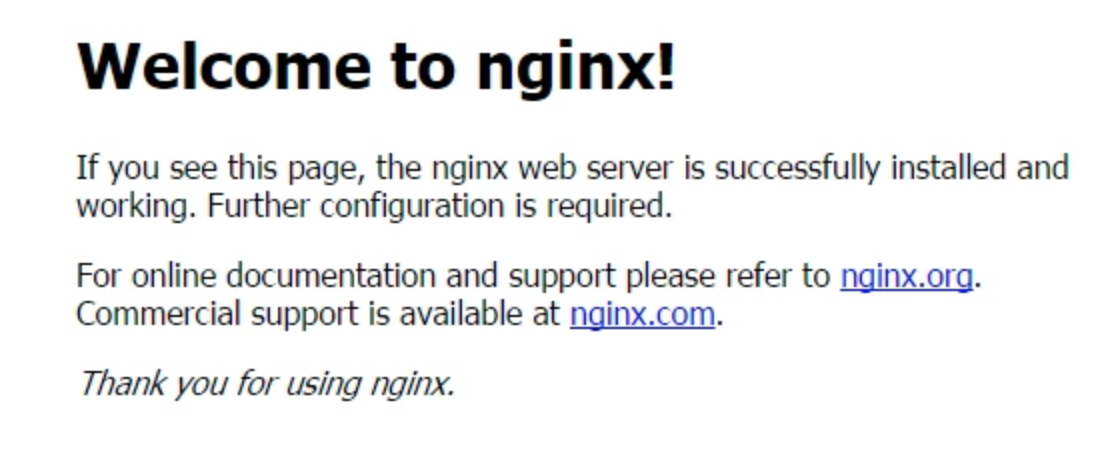 Welcome to nginx!
If you see this page, the nginx web server is successfully installed and
working. Further configuration is required.
For online documentation and support please refer to nginx.org.
Commercial support is available at nginx.com.
Thank you for using nginx.